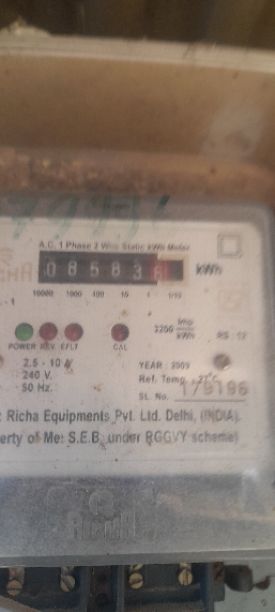 A.C. 1 Phase 2 Wire Static kWh Meter
08583 kWh
10000 1000 100 10 1 1/10
POWER REV EFLT CAL
3200 imp/kWh
2.5 - 10 A
240 V.
50 Hz.
YEAR : 2009
Ref. Temp. : 27°C
SL. No. 179196
: Richa Equipments Pvt. Ltd. Delhi, (INDIA).
erty of Me: S.E.B. under RGGVY scheme)